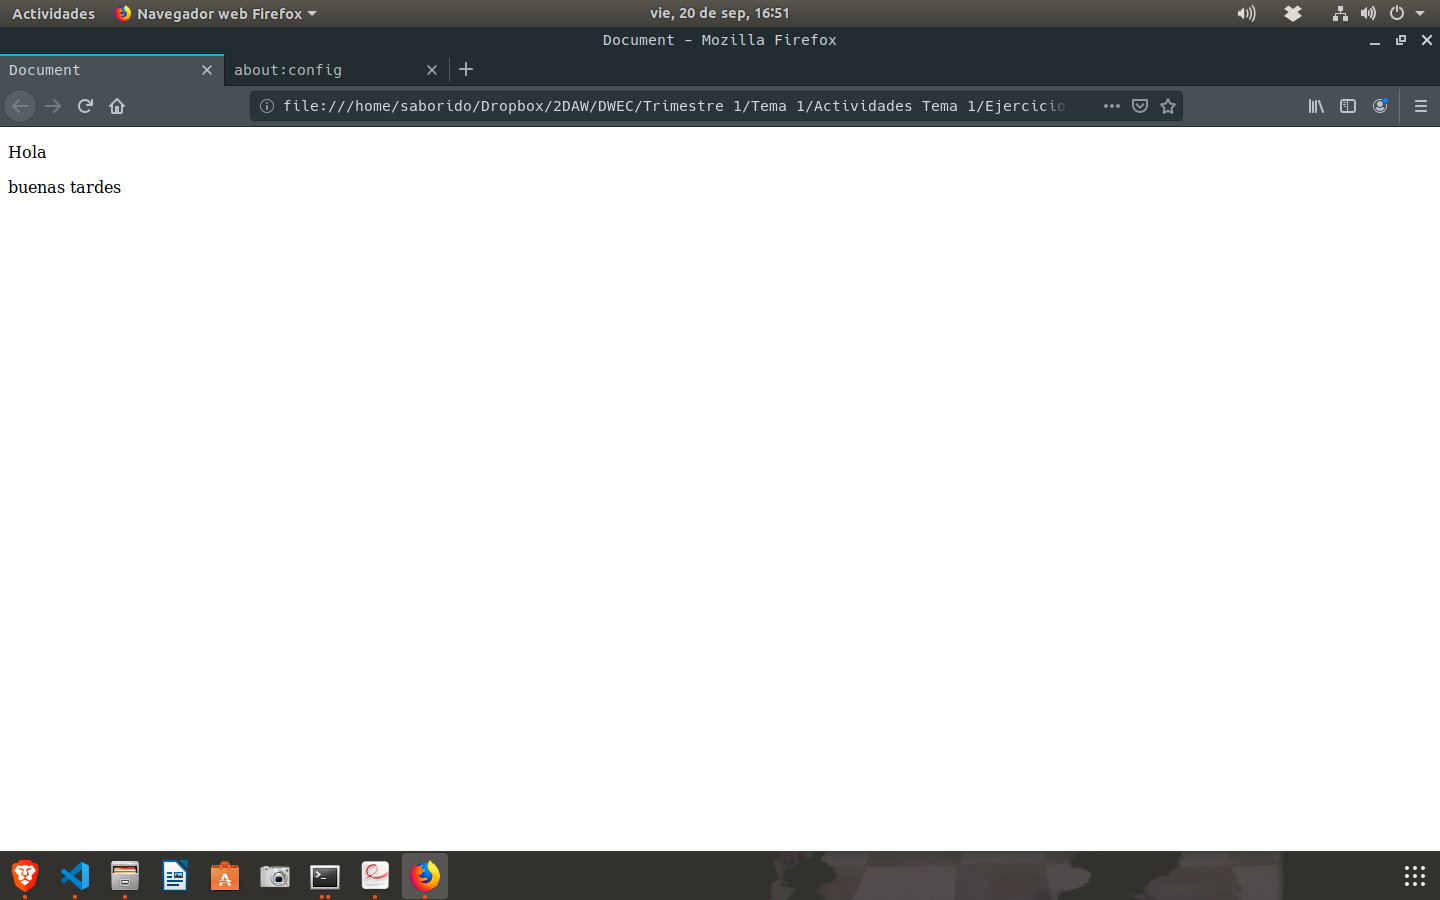 Actividades
Navegador web Firefox
vie, 20 de sep, 16:51
Document - Mozilla Firefox
Document
about:config
file:///home/saborido/Dropbox/2DAW/DWEC/Trimestre 1/Tema 1/Actividades Tema 1/Ejercicio
Hola
buenas tardes